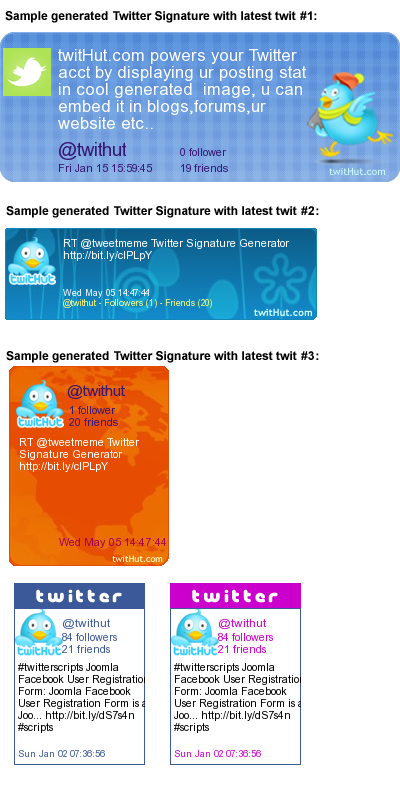 Sample generated Twitter Signature with latest twit #1:
twitHut.com powers your Twitter
acct by displaying ur posting stat
in cool generated image, u can
embed it in blogs,forums,ur
website etc..
@twithut
0 follower
Fri Jan 15 15:59:45
19 friends
twitHut.com
Sample generated Twitter Signature with latest twit #2:
RT @tweetmeme Twitter Signature Generator
http://bit.ly/cIPLpY
twitHut
Wed May 05 14:47:44
@twithut - Followers (1) - Friends (20)
twitHut.com
Sample generated Twitter Signature with latest twit #3:
@twithut
1 follower
20 friends
twitHut
RT @tweetmeme Twitter
Signature Generator
http://bit.ly/cIPLpY
Wed May 05 14:47:44
twitHut.com
twitter
@twithut
84 followers
21 friends
twitHut
#twitterscripts Joomla
Facebook User Registratio
Form: Joomla Facebook
User Registration Form is a
Joo... http://bit.ly/dS7s4n
#scripts
Sun Jan 02 07:36:56
twitter
@twithut
84 followers
21 friends
twitHut
#twitterscripts Joomla
Facebook User Registratio
Form: Joomla Facebook
User Registration Form is a
Joo... http://bit.ly/dS7s4n
#scripts
Sun Jan 02 07:36:56